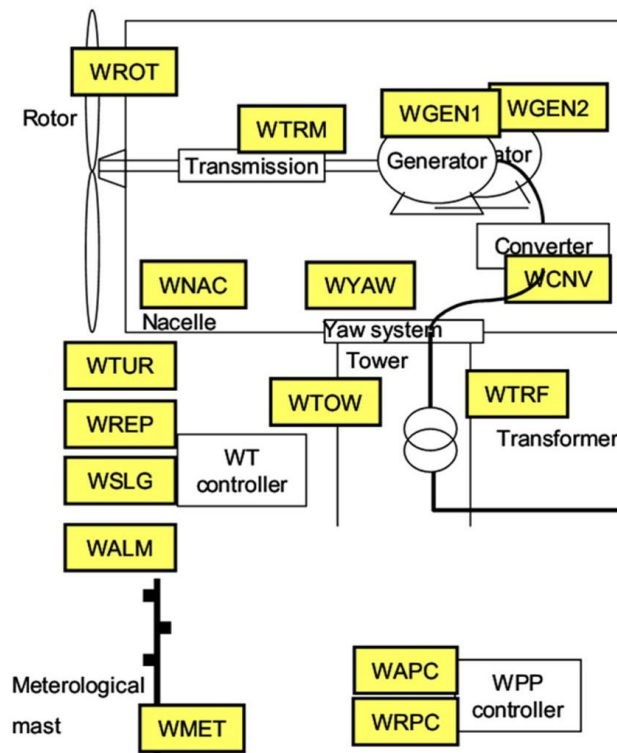 WROT
Rotor
WTRM
WGEN1
WGEN2
Transmission
Generator
ator
Converter
WCNV
WNAC
WYAW
Nacelle
Yaw system
Tower
WTUR
WTOW
WTRF
WREP
Transformer
WSLG
WT
controller
WALM
Meterological
mast
WMET
WAPC
WRPC
WPP
controller